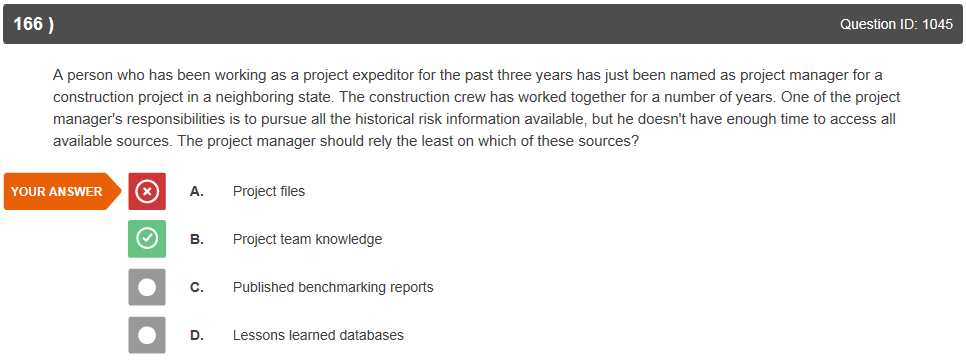 166 )
Question ID: 1045
A person who has been working as a project expeditor for the past three years has just been named as project manager for a
construction project in a neighboring state. The construction crew has worked together for a number of years. One of the project
manager's responsibilities is to pursue all the historical risk information available, but he doesn't have enough time to access all
available sources. The project manager should rely the least on which of these sources?
YOUR ANSWER
A. Project files
B. Project team knowledge
C. Published benchmarking reports
D. Lessons learned databases